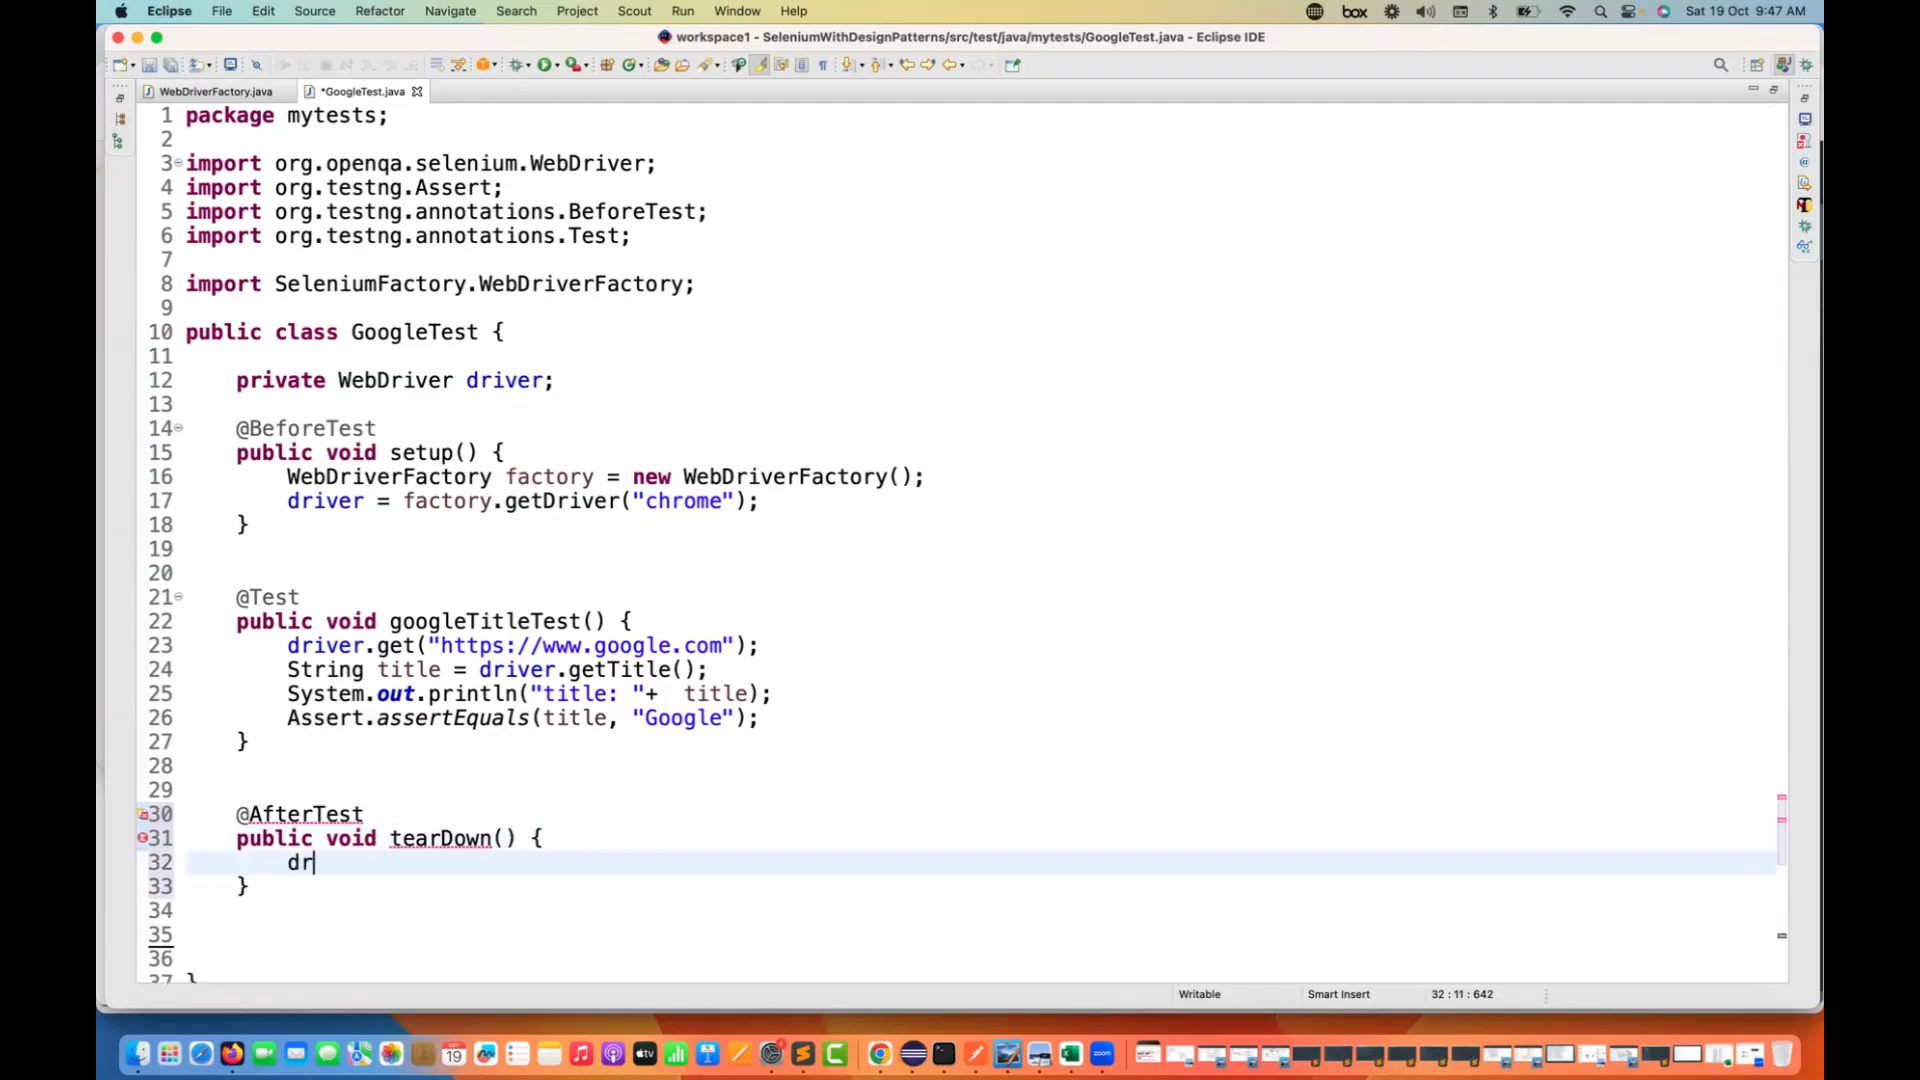 Eclipse File Edit Source Refactor Navigate Search Project Scout Run Window Help box Sat 19 Oct 9:47 AM
workspace1 - SeleniumWithDesignPatterns/src/test/java/mytests/GoogleTest.java - Eclipse IDE
WebDriverFactory.java *GoogleTest.java
1 package mytests;
2
3 import org.openqa.selenium.WebDriver;
4 import org.testng.Assert;
5 import org.testng.annotations.BeforeTest;
6 import org.testng.annotations.Test;
7
8 import SeleniumFactory.WebDriverFactory;
9
10 public class GoogleTest {
11
12 private WebDriver driver;
13
14 @BeforeTest
15 public void setup() {
16 WebDriverFactory factory = new WebDriverFactory();
17 driver = factory.getDriver("chrome");
18 }
19
20
21 @Test
22 public void googleTitleTest() {
23 driver.get("https://www.google.com");
24 String title = driver.getTitle();
25 System.out.println("title: "+  title);
26 Assert.assertEquals(title, "Google");
27 }
28
29
30 @AfterTest
31 public void tearDown() {
32 dr
33 }
34
35
36
37 }
Writable Smart Insert 32 : 11 : 642
19 tv zoom